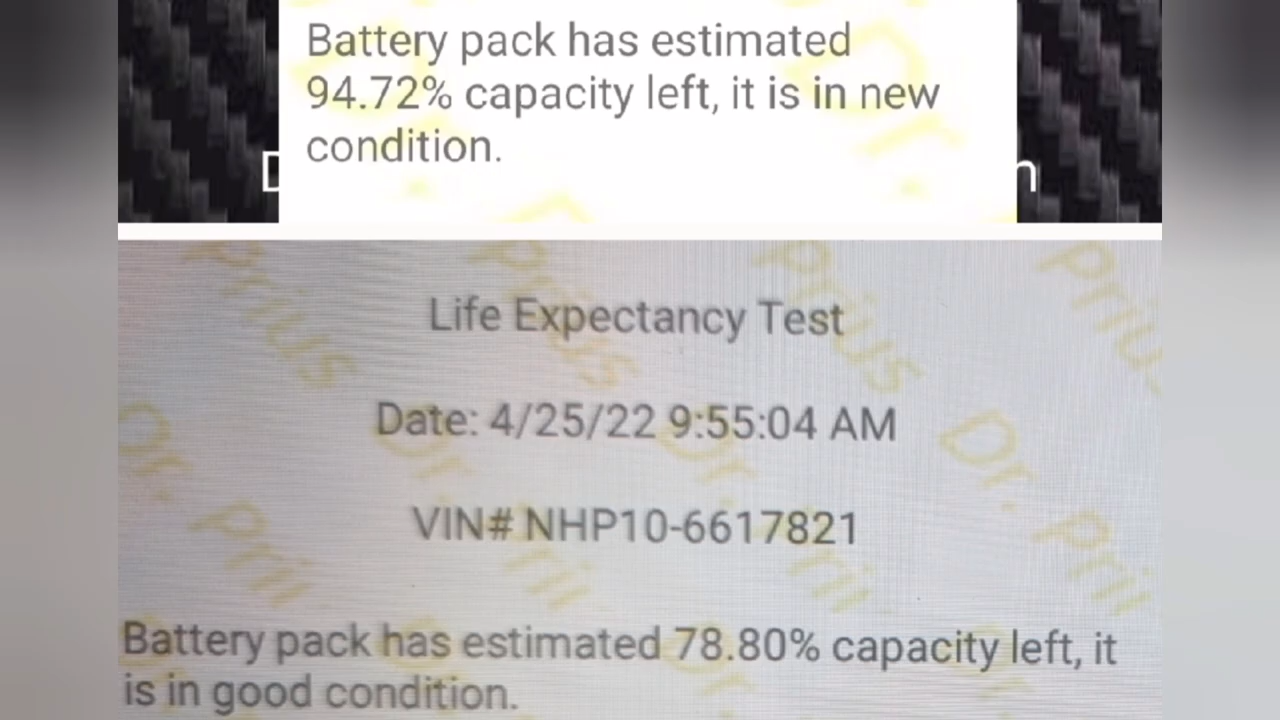 Battery pack has estimated
94.72% capacity left, it is in new
condition.
Life Expectancy Test
Date: 4/25/22 9:55:04 AM
VIN# NHP10-6617821
Battery pack has estimated 78.80% capacity left, it
is in good condition.